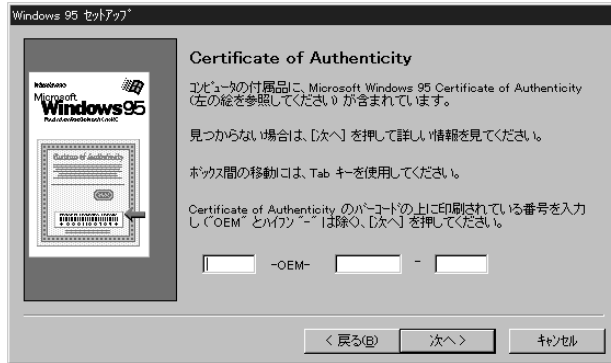 Windows 95 ｾｯﾄｱｯﾌﾟ
Microsoft
Windows95
Certificate of Authenticity
ｺﾝﾋﾟｭｰﾀの付属品に、Microsoft Windows 95 Certificate of Authenticity
(左の絵を参照してください) が含まれています。
見つからない場合は、[次へ] を押して詳しい情報を見てください。
ﾎﾞｯｸｽ間の移動には、Tab キーを使用してください。
Certificate of Authenticity のﾊﾞｰｺｰﾄﾞの上に印刷されている番号を入力
し ("OEM" とﾊｲﾌﾝ "-" は除く)、[次へ] を押してください。
-OEM-
-
< 戻る(B)
次へ >
ｷｬﾝｾﾙ